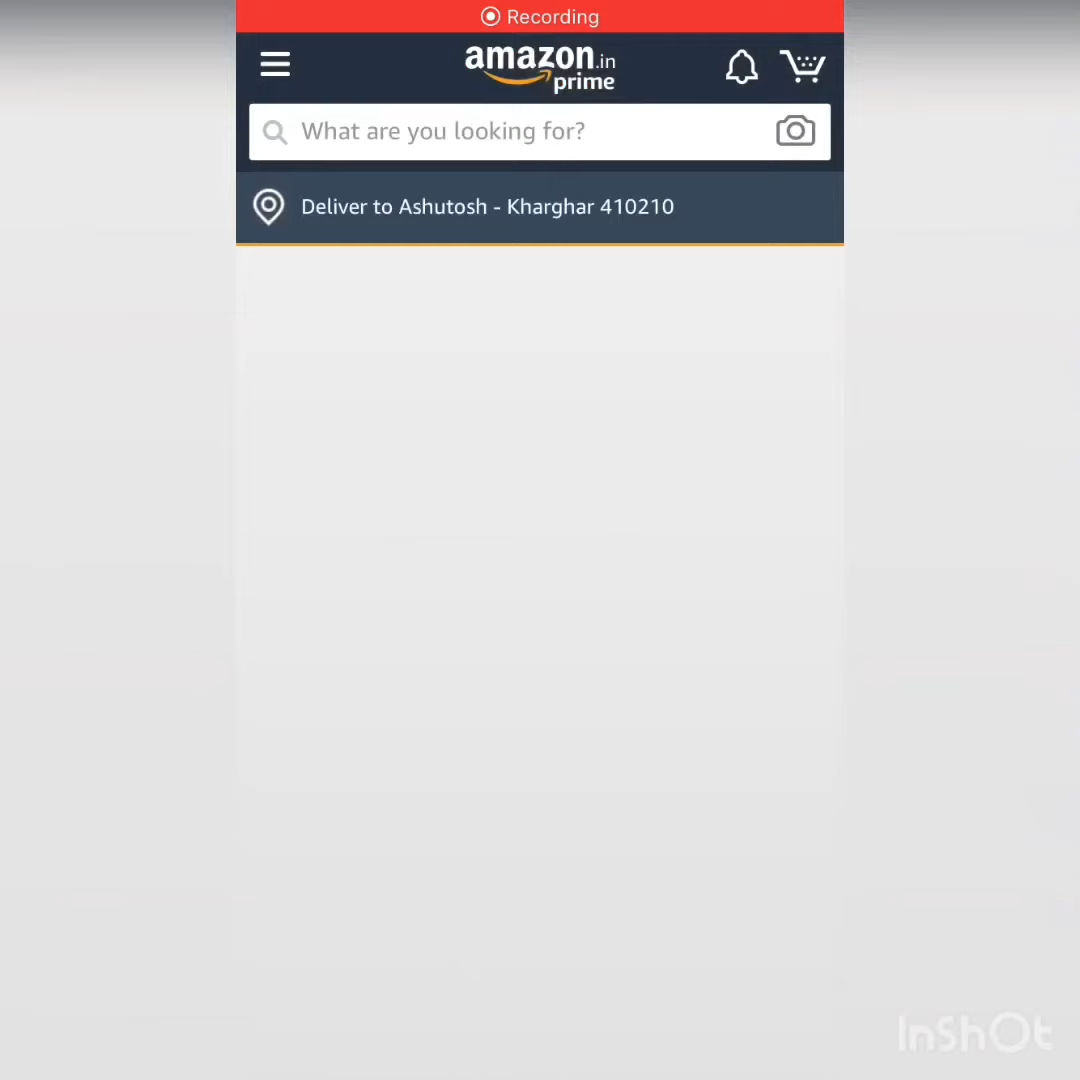 Recording
amazon.in
prime
What are you looking for?
Deliver to Ashutosh - Kharghar 410210
InShOt